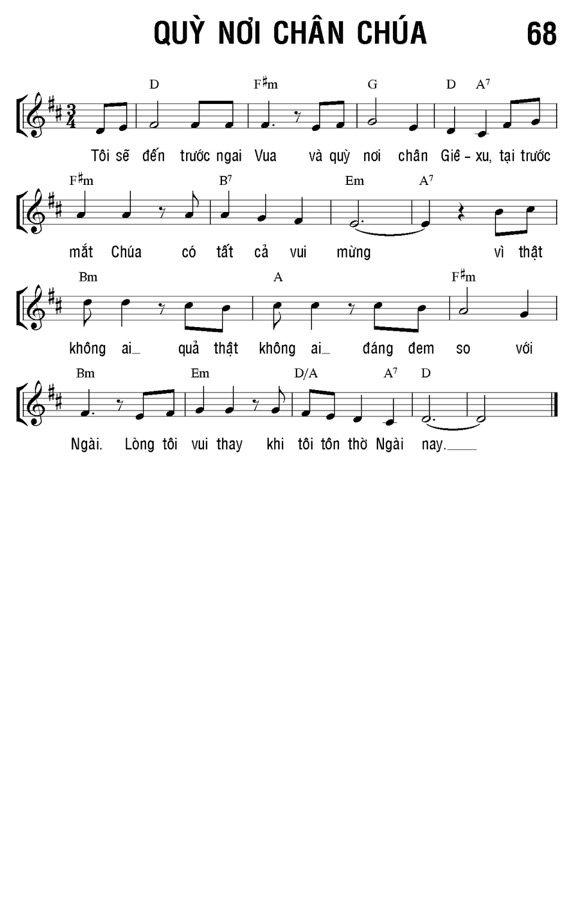 QUỲ NƠI CHÂN CHÚA 68
D F♯m G D A7
3
4
Tôi sẽ đến trước ngai Vua và quỳ nơi chân Giê-xu, tại trước
F♯m B7 Em A7
mắt Chúa có tất cả vui mừng vì thật
Bm A F♯m
không ai_ quả thật không ai_ đáng đem so với
Bm Em D/A A7 D
Ngài. Lòng tôi vui thay khi tôi tôn thờ Ngài nay.___